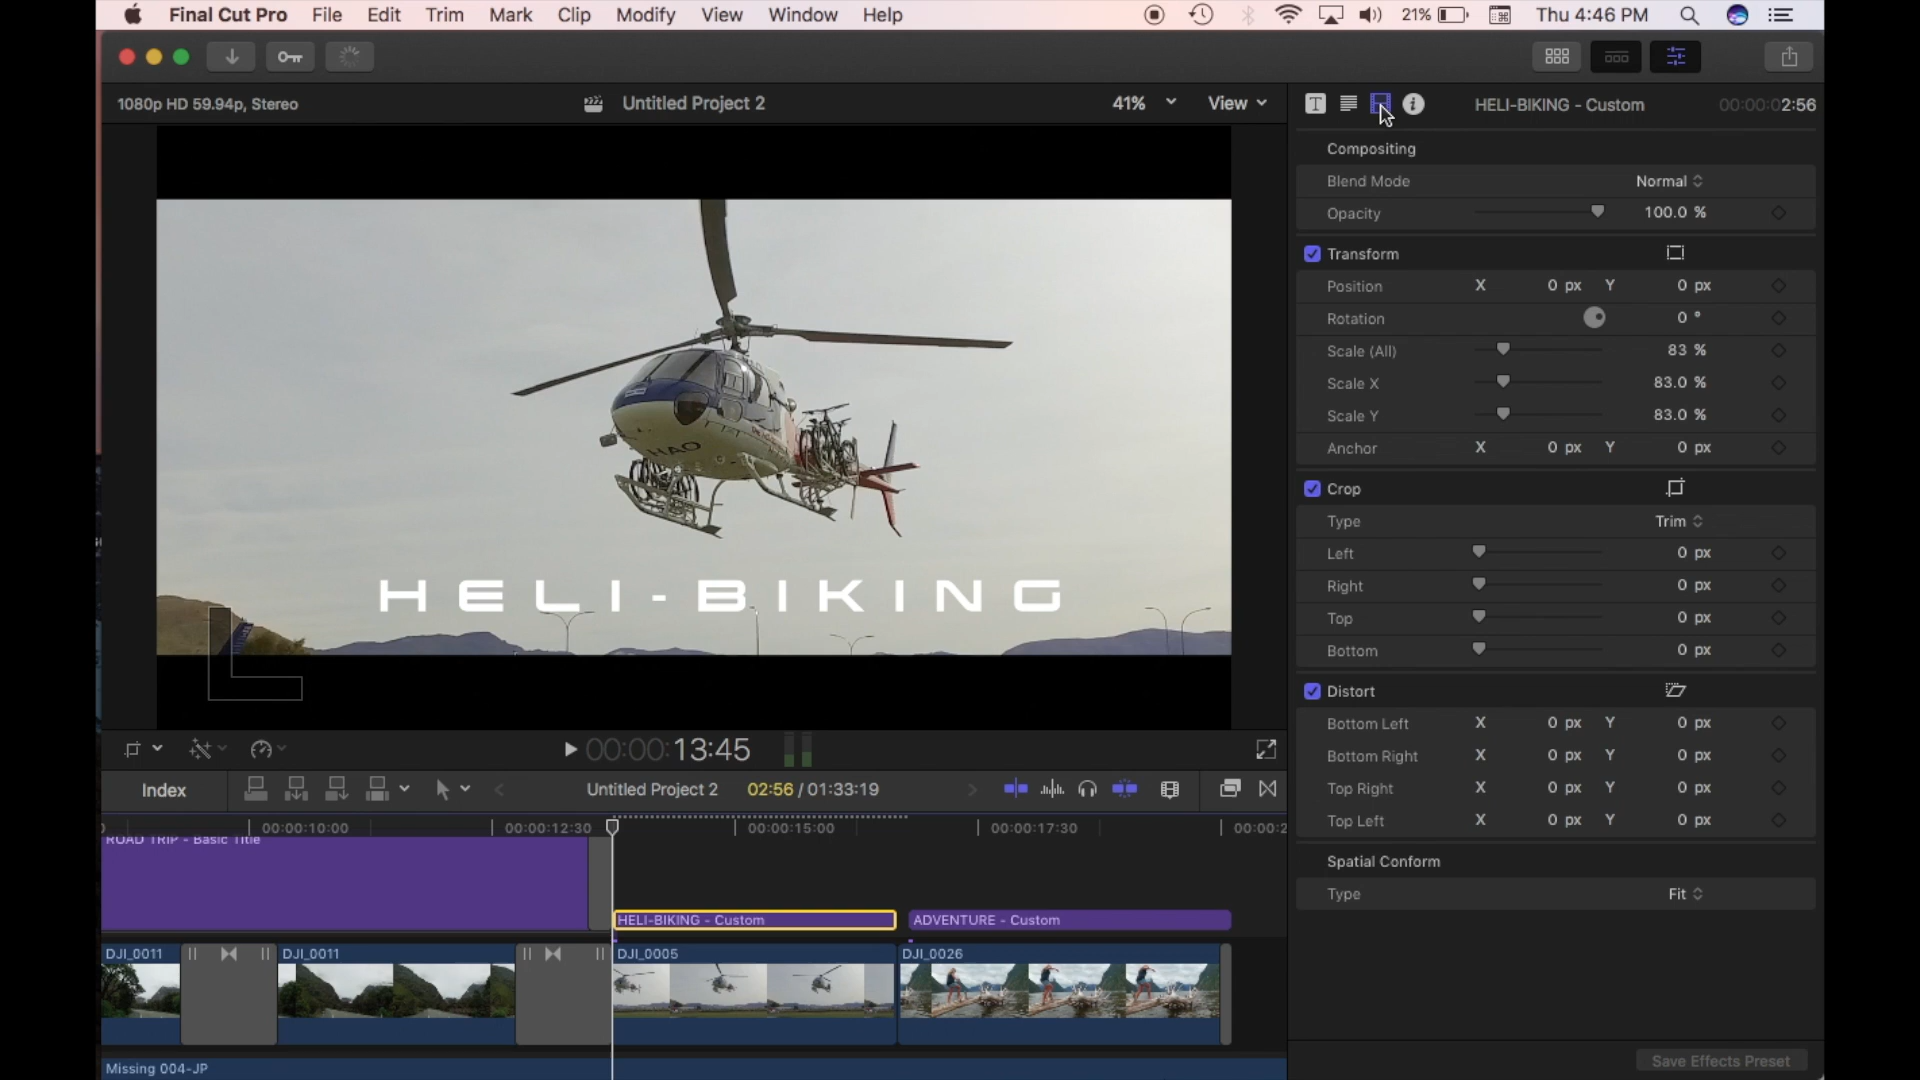 Final Cut Pro File Edit Trim Mark Clip Modify View Window Help 21% Thu 4:46 PM
1080p HD 59.94p, Stereo Untitled Project 2 41% View HELI-BIKING - Custom 00:00:02:56
Compositing
Blend Mode Normal
Opacity 100.0 %
Transform
Position X 0 px Y 0 px
Rotation 0 °
Scale (All) 83 %
Scale X 83.0 %
Scale Y 83.0 %
Anchor X 0 px Y 0 px
Crop
Type Trim
Left 0 px
Right 0 px
Top 0 px
Bottom 0 px
Distort
Bottom Left X 0 px Y 0 px
Bottom Right X 0 px Y 0 px
Top Right X 0 px Y 0 px
Top Left X 0 px Y 0 px
Spatial Conform
Type Fit
Save Effects Preset
HAO
HELI-BIKING
00:00:13:45
Index Untitled Project 2 02:56 / 01:33:19
00:00:10:00 00:00:12:30 00:00:15:00 00:00:17:30 00:00:2
ROAD TRIP - Basic Title
HELI-BIKING - Custom ADVENTURE - Custom
DJI_0011 DJI_0011 DJI_0005 DJI_0026
Missing 004-JP